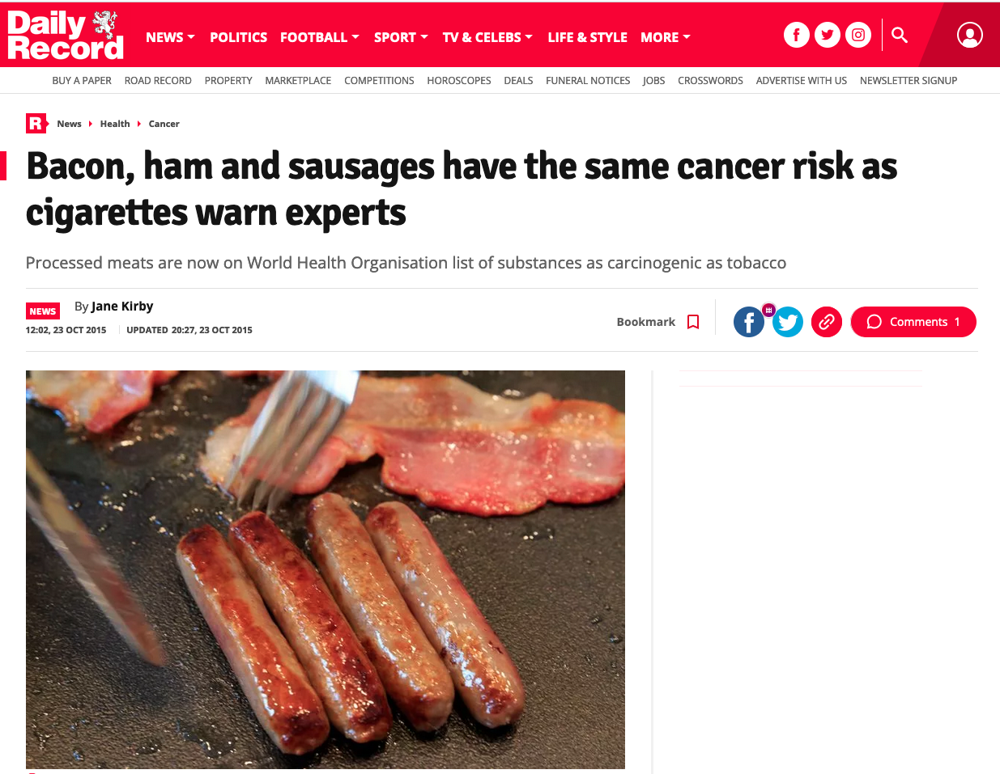 Daily
Record
NEWS
POLITICS
FOOTBALL
SPORT
TV & CELEBS
LIFE & STYLE
MORE
BUY A PAPER
ROAD RECORD
PROPERTY
MARKETPLACE
COMPETITIONS
HOROSCOPES
DEALS
FUNERAL NOTICES
JOBS
CROSSWORDS
ADVERTISE WITH US
NEWSLETTER SIGNUP
R
News
Health
Cancer
Bacon, ham and sausages have the same cancer risk as
cigarettes warn experts
Processed meats are now on World Health Organisation list of substances as carcinogenic as tobacco
NEWS
By Jane Kirby
12:02, 23 OCT 2015
UPDATED 20:27, 23 OCT 2015
Bookmark
Comments 1